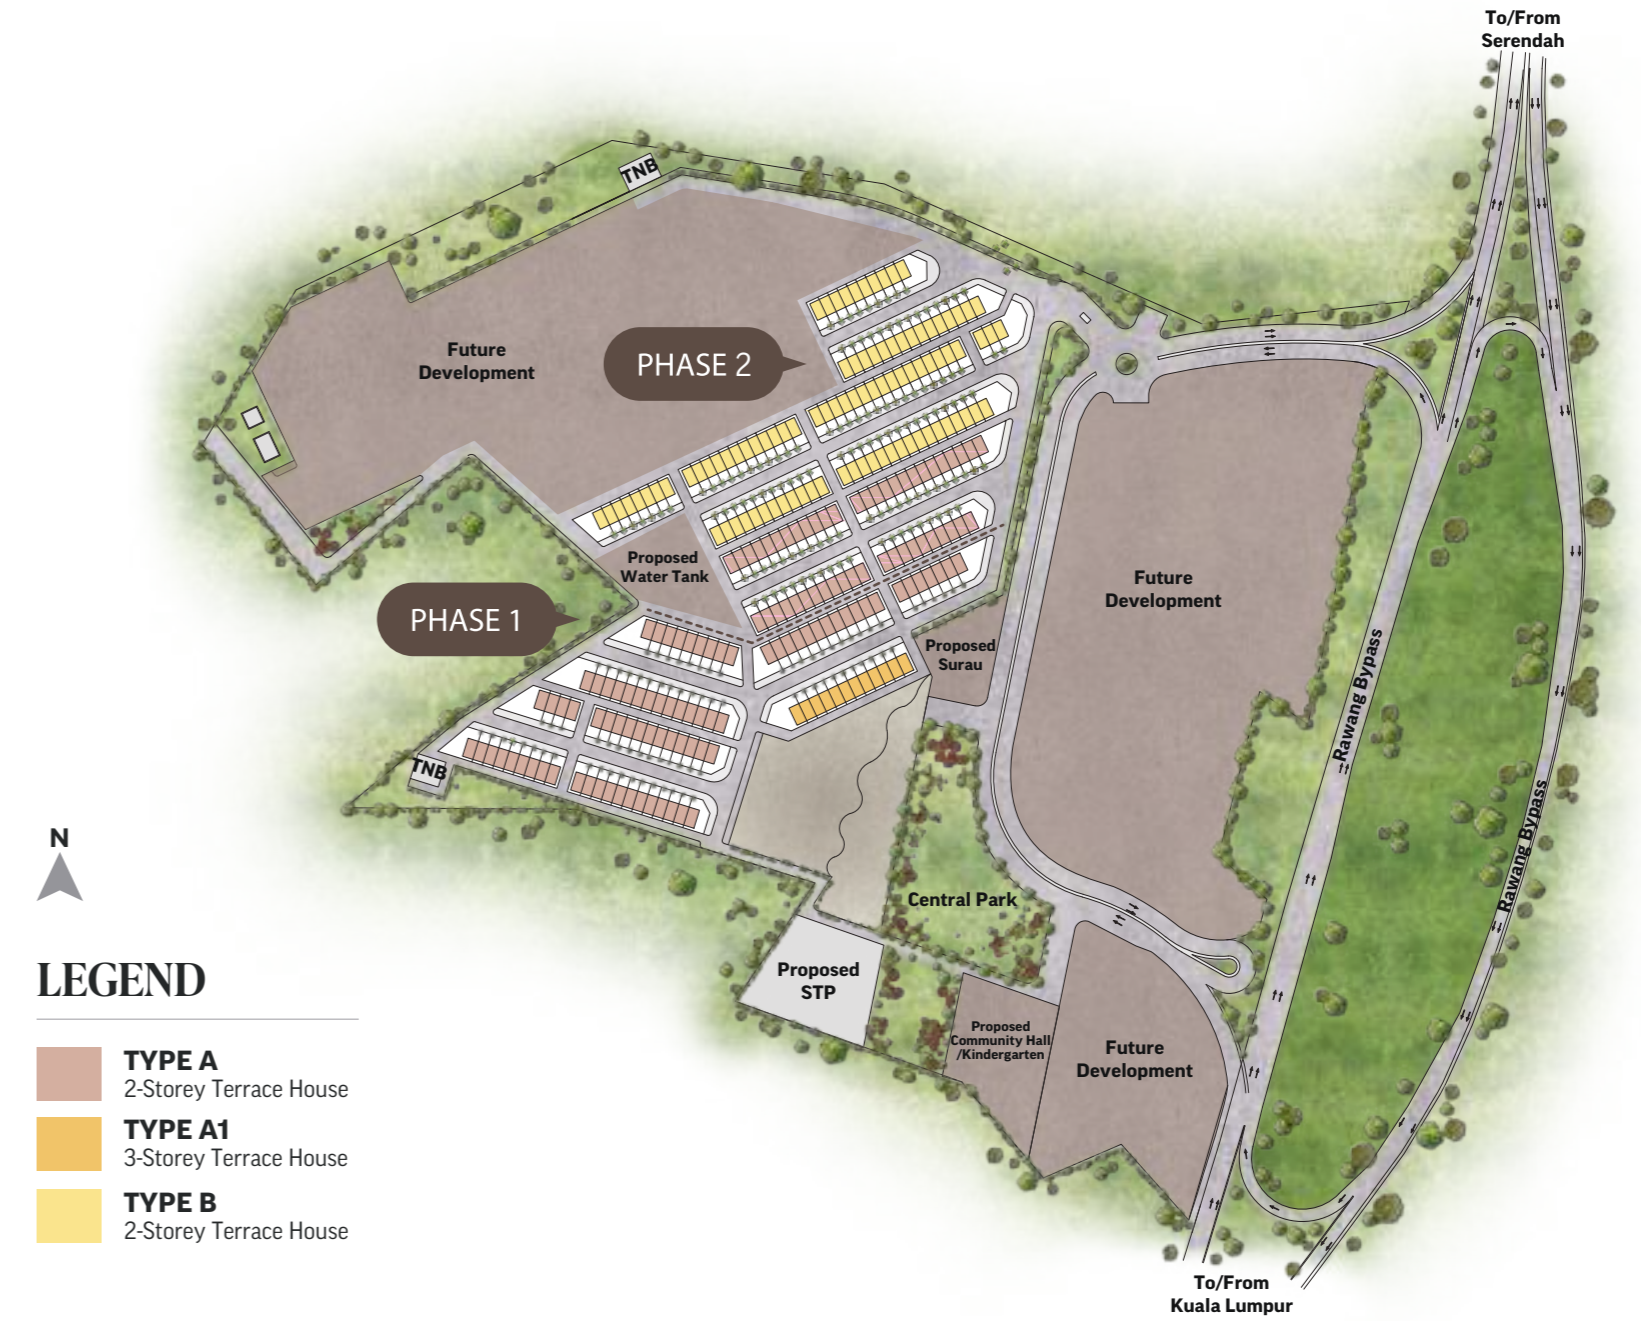 To/From
Serendah
TNB
Future
Development
PHASE 2
Proposed
Water Tank
PHASE 1
Future
Development
Proposed
Surau
Rawang Bypass
TNB
Rawang Bypass
N
Central Park
LEGEND
Proposed
STP
Proposed
Community Hall
/Kindergarten
Future
Development
TYPE A
2-Storey Terrace House
TYPE A1
3-Storey Terrace House
TYPE B
2-Storey Terrace House
To/From
Kuala Lumpur